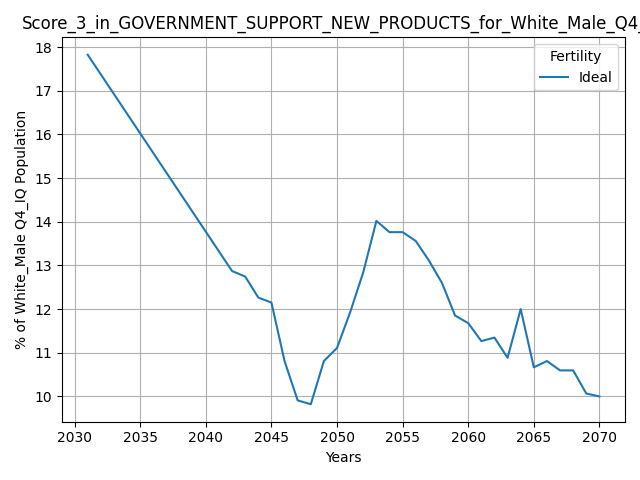 Score_3_in_GOVERNMENT_SUPPORT_NEW_PRODUCTS_for_White_Male_Q4_
Fertility
Ideal
% of White_Male Q4_IQ Population
18
17
16
15
14
13
12
11
10
2030 2035 2040 2045 2050 2055 2060 2065 2070
Years